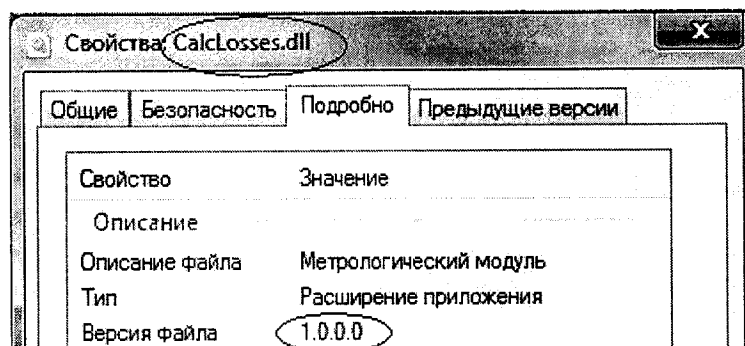 Свойства: CalcLosses.dll
Общие Безопасность Подробно Предыдущие версии
Свойство Значение
Описание
Описание файла Метрологический модуль
Тип Расширение приложения
Версия файла 1.0.0.0